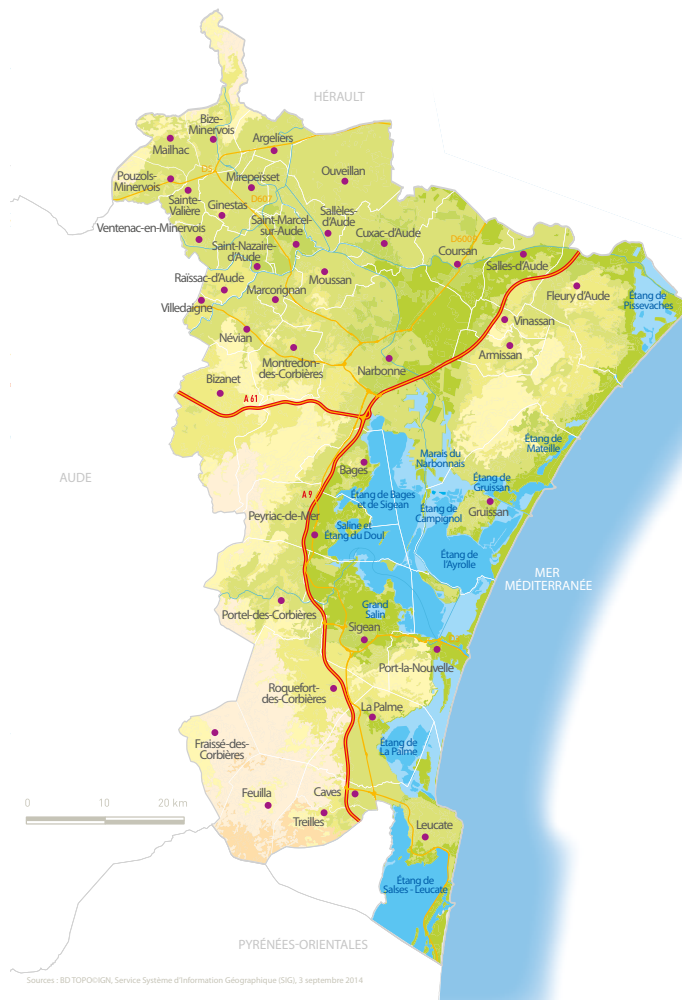 HÉRAULT
Bize-
Minervois
Argeliers
Mailhac
Ouveillan
D5
Pouzols-
Minervois
Mirepeïsset
Sainte-
Valière
D607
Ginestas
Sallèles-
d'Aude
Saint-Marcel-
sur-Aude
Ventenac-en-Minervois
Cuxac-d'Aude
D6009
Coursan
Saint-Nazaire-
d'Aude
Salles-d'Aude
Raïssac-d'Aude
Moussan
Marcorignan
Fleury d'Aude
Étang de
Pissevaches
Villedaigne
Vinassan
Névian
Armissan
Montredon-
des-Corbières
Narbonne
Bizanet
A 61
Étang de
Mateille
Marais du
Narbonnais
Bages
AUDE
Étang de
Gruissan
A 9
Étang de Bages
et de Sigean
Étang de
Campignol
Gruissan
Peyriac-de-Mer
Saline et
Étang du Doul
Étang de
l'Ayrolle
MER
MÉDITERRANÉE
Grand
Salin
Portel-des-Corbières
Sigean
Port-la-Nouvelle
Roquefort-
des-Corbières
La Palme
Fraissé-des-
Corbières
Étang de
La Palme
Feuilla
Caves
0 10 20 km
Treilles
Leucate
Étang de
Salses - Leucate
PYRÉNÉES-ORIENTALES
Sources : BD TOPO©IGN, Service Système d'Information Géographique (SIG), 3 septembre 2014